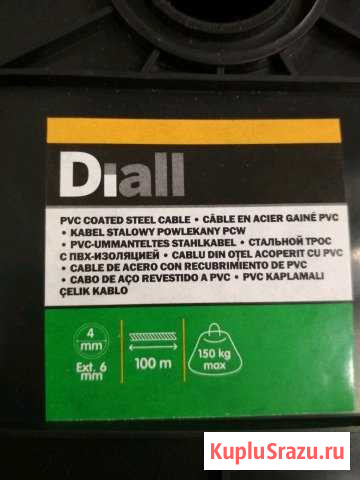 Diall
PVC COATED STEEL CABLE • CÂBLE EN ACIER GAINÉ PVC
• KABEL STALOWY POWLEKANY PCW
• PVC-UMMANTELTES STAHLKABEL • СТАЛЬНОЙ ТРОС
С ПВХ-ИЗОЛЯЦИЕЙ • CABLU DIN OȚEL ACOPERIT CU PVC
• CABLE DE ACERO CON RECUBRIMIENTO DE PVC
• CABO DE AÇO REVESTIDO A PVC • PVC KAPLAMALI
ÇELIK KABLO
4
mm
Ext. 6
mm
100 m
150 kg
max
KupluSrazu.ru